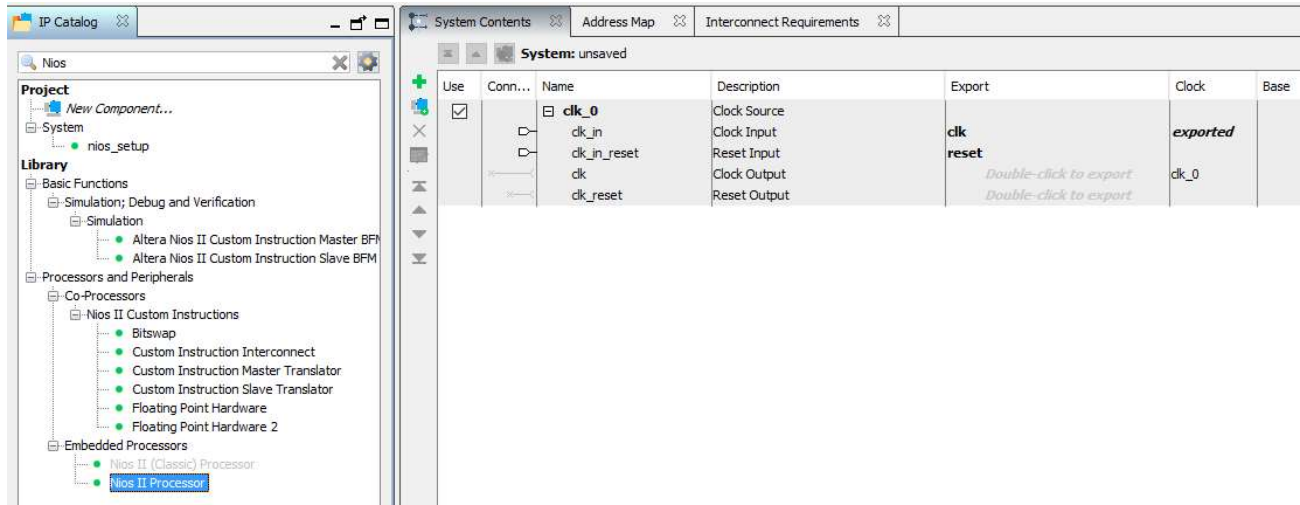 IP Catalog
Nios
Project
New Component...
System
nios_setup
Library
Basic Functions
Simulation; Debug and Verification
Simulation
Altera Nios II Custom Instruction Master BFM
Altera Nios II Custom Instruction Slave BFM
Processors and Peripherals
Co-Processors
Nios II Custom Instructions
Bitswap
Custom Instruction Interconnect
Custom Instruction Master Translator
Custom Instruction Slave Translator
Floating Point Hardware
Floating Point Hardware 2
Embedded Processors
Nios II (Classic) Processor
Nios II Processor
System Contents Address Map Interconnect Requirements
System: unsaved
Use Conn... Name Description Export Clock Base
clk_0 Clock Source
clk_in Clock Input clk exported
clk_in_reset Reset Input reset
clk Clock Output Double-click to export clk_0
clk_reset Reset Output Double-click to export